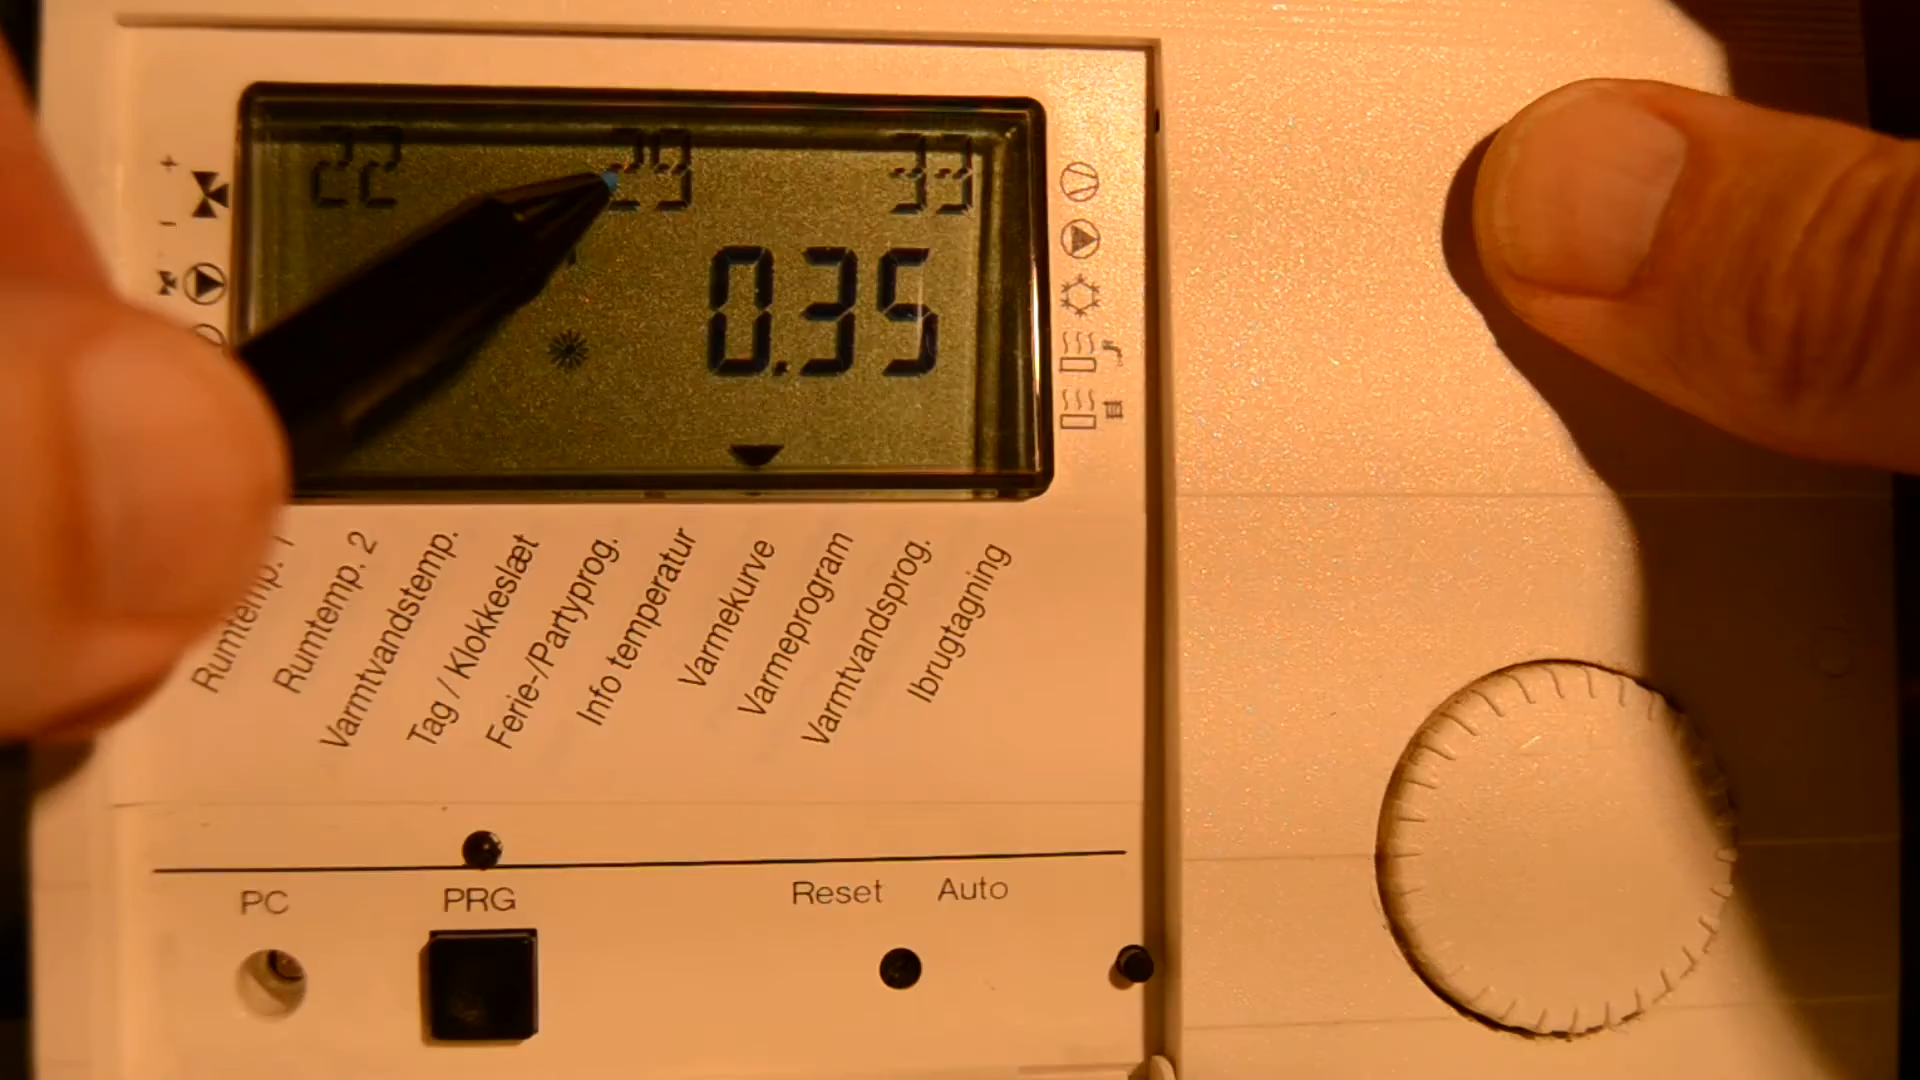 22 29 33
0.35
Rumtemp. 1
Rumtemp. 2
Varmtvandstemp.
Tag / Klokkeslæt
Ferie-/Partyprog.
Info temperatur
Varmekurve
Varmeprogram
Varmtvandsprog.
Ibrugtagning
PC PRG Reset Auto